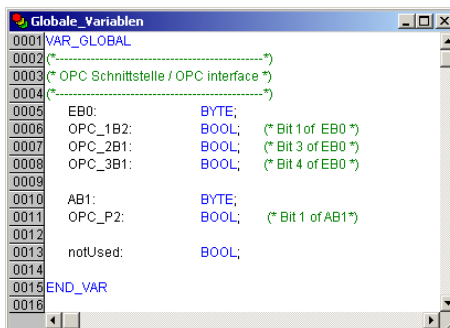 Globale_Variablen
0001 VAR_GLOBAL
0002 (*-----------------------------------------------*)
0003 (* OPC Schnittstelle / OPC interface *)
0004 (*-----------------------------------------------*)
0005 EB0: BYTE;
0006 OPC_1B2: BOOL; (* Bit 1of EB0 *)
0007 OPC_2B1: BOOL; (* Bit 3 of EB0 *)
0008 OPC_3B1: BOOL; (* Bit 4 of EB0 *)
0009
0010 AB1: BYTE;
0011 OPC_P2: BOOL; (* Bit 1 of AB1*)
0012
0013 notUsed: BOOL;
0014
0015 END_VAR
0016